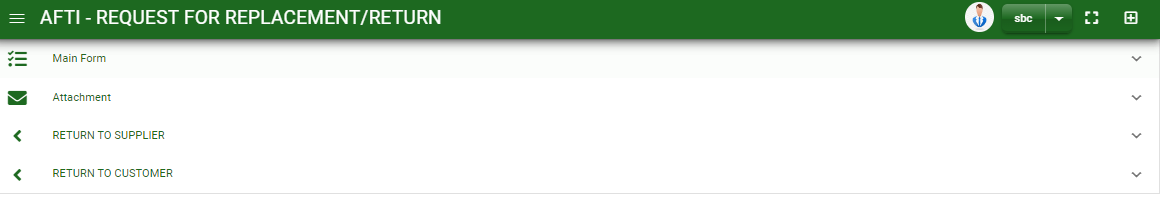 AFTI - REQUEST FOR REPLACEMENT/RETURN
sbc
Main Form
Attachment
RETURN TO SUPPLIER
RETURN TO CUSTOMER